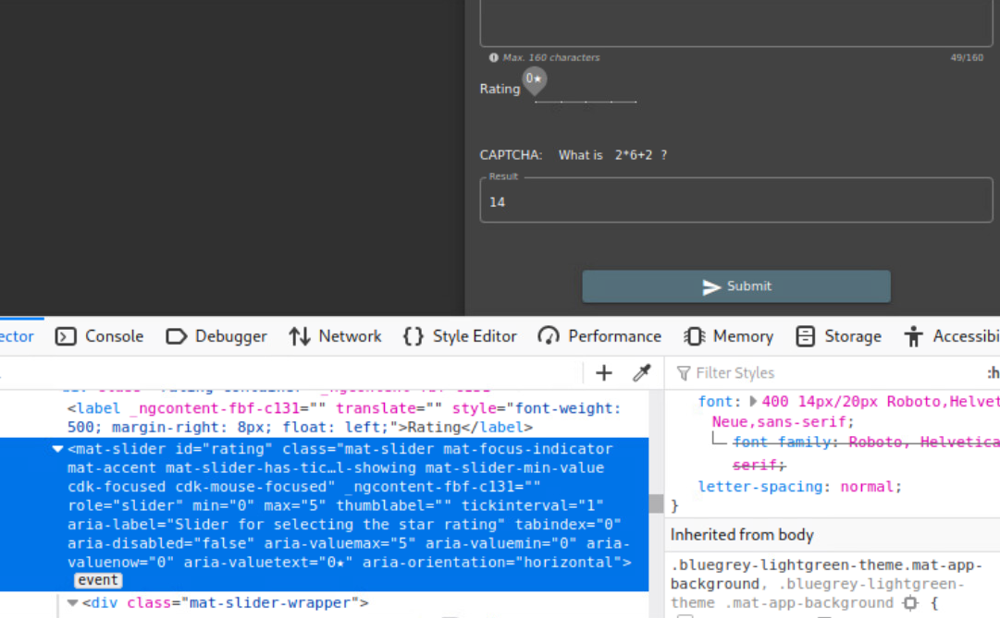 Max. 160 characters
49/160
0★
Rating
CAPTCHA: What is 2*6+2 ?
Result
14
Submit
ector Console Debugger Network Style Editor Performance Memory Storage Accessibi
+ Filter Styles :h
<label _ngcontent-fbf-c131="" translate="" style="font-weight:
500; margin-right: 8px; float: left;">Rating</label>
<mat-slider id="rating" class="mat-slider mat-focus-indicator
mat-accent mat-slider-has-tic…l-showing mat-slider-min-value
cdk-focused cdk-mouse-focused" _ngcontent-fbf-c131=""
role="slider" min="0" max="5" thumblabel="" tickinterval="1"
aria-label="Slider for selecting the star rating" tabindex="0"
aria-disabled="false" aria-valuemax="5" aria-valuemin="0" aria-
valuenow="0" aria-valuetext="0★" aria-orientation="horizontal">
event
<div class="mat-slider-wrapper">
font: 400 14px/20px Roboto,Helvet
Neue,sans-serif;
font-family: Roboto, Helvetica
serif;
letter-spacing: normal;
}
Inherited from body
.bluegrey-lightgreen-theme.mat-app-
background, .bluegrey-lightgreen-
theme .mat-app-background {